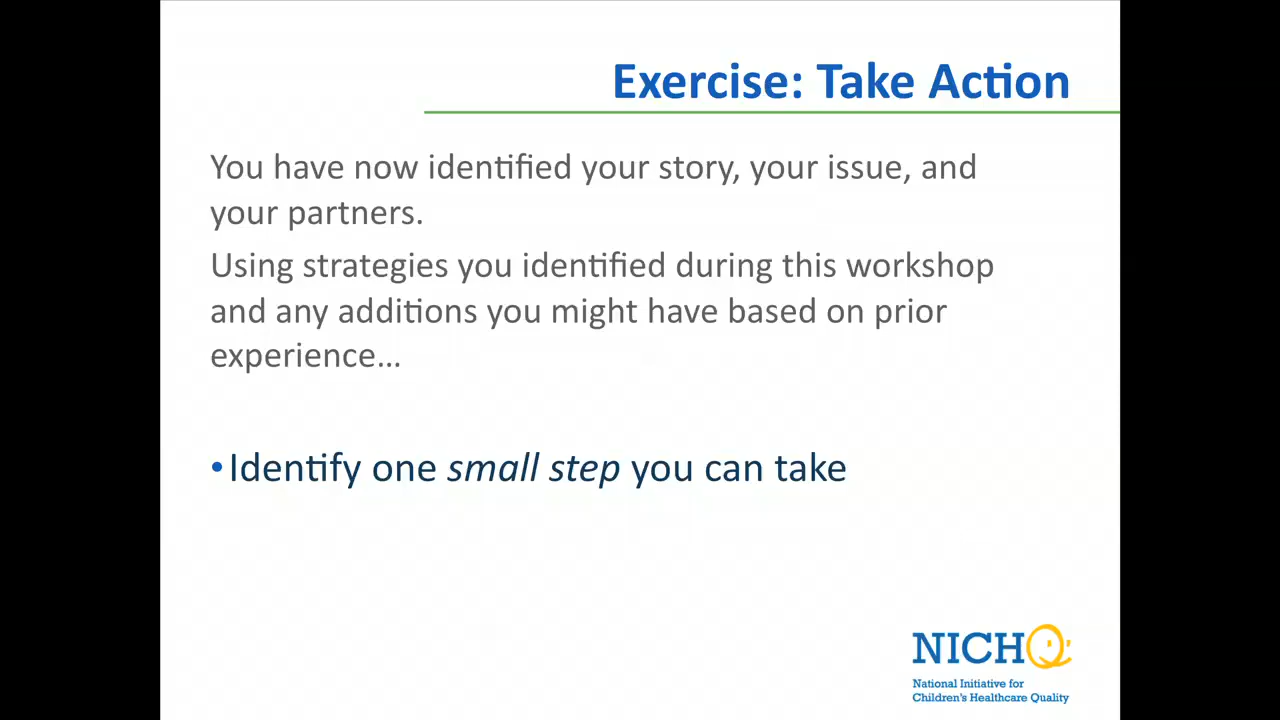 Exercise: Take Action
You have now identified your story, your issue, and
your partners.
Using strategies you identified during this workshop
and any additions you might have based on prior
experience…
•Identify one small step you can take
NICHQ
National Initiative for
Children's Healthcare Quality